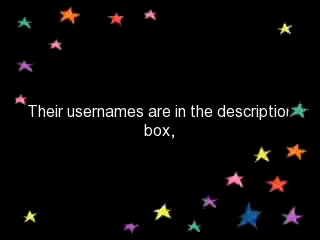 Their usernames are in the description
box,